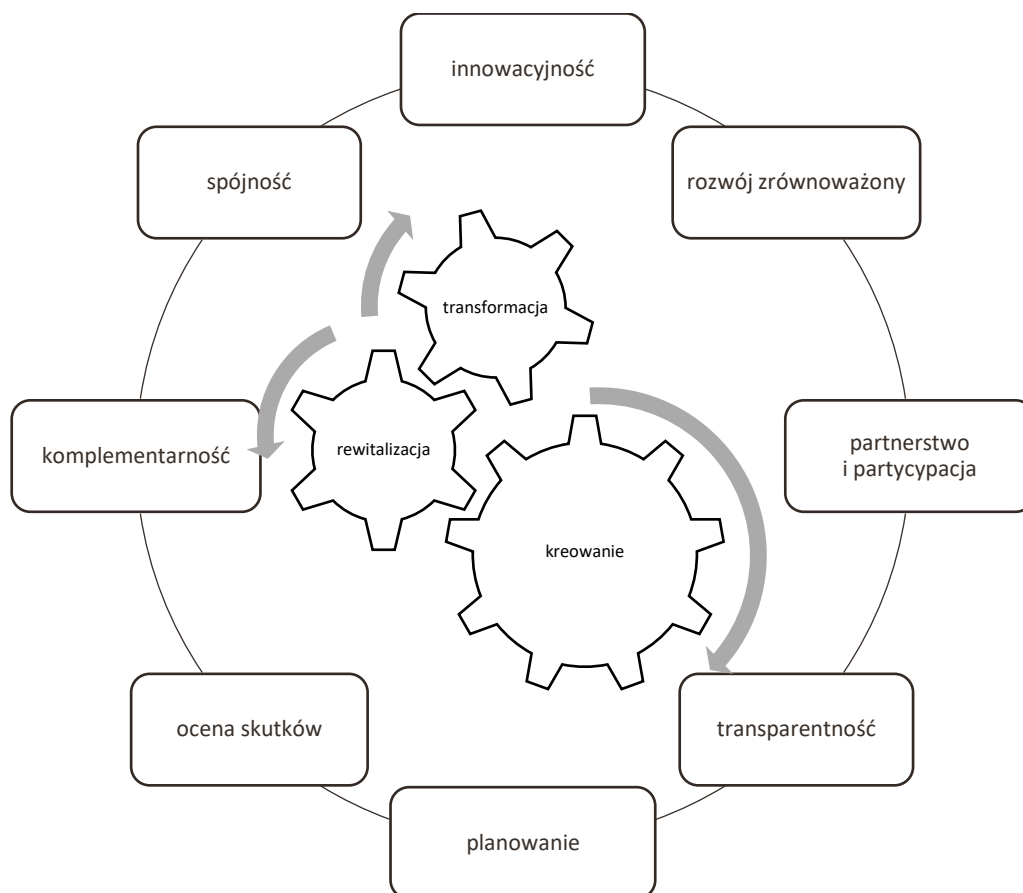 innowacyjność
spójność
rozwój zrównoważony
transformacja
komplementarność
rewitalizacja
partnerstwo
i partycypacja
kreowanie
ocena skutków
transparentność
planowanie